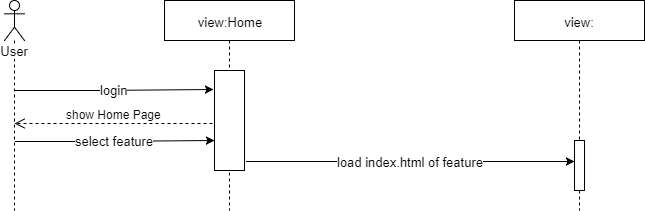 view:Home
view:
User
login
show Home Page
select feature
load index.html of feature